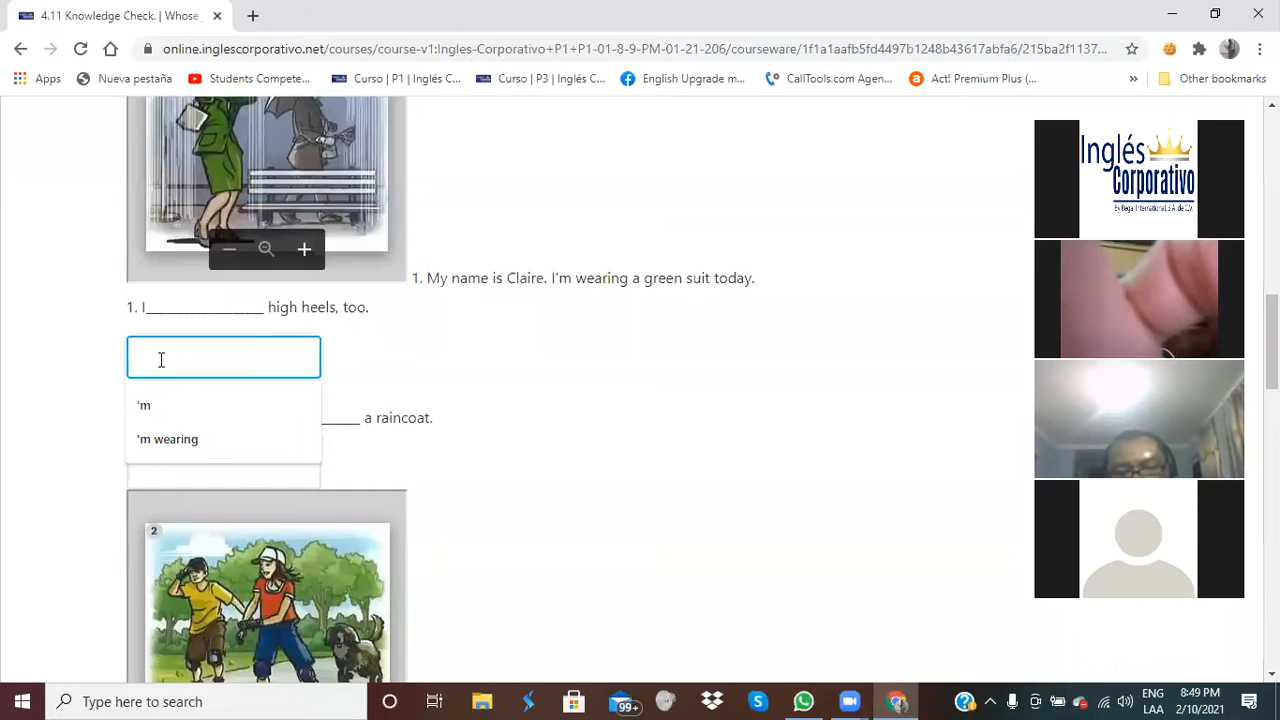 4.11 Knowledge Check. | Whose
online.inglescorporativo.net/courses/course-v1:Ingles-Corporativo+P1+P1-01-8-9-PM-01-21-206/courseware/1f1a1aafb5fd4497b1248b43617abfa6/215ba2f1137...
Apps
Nueva pestaña
Students Compete...
Curso | P1 | Inglés C...
Curso | P3 | Inglés C...
English Upgrade m...
CallTools.com Agen...
Act! Premium Plus (...
»
Other bookmarks
Inglés
Corporativo
1. My name is Claire. I'm wearing a green suit today.
1. I___________________ high heels, too.
'm
______ a raincoat.
'm wearing
2
Type here to search
99+
ENG
LAA
8:49 PM
2/10/2021